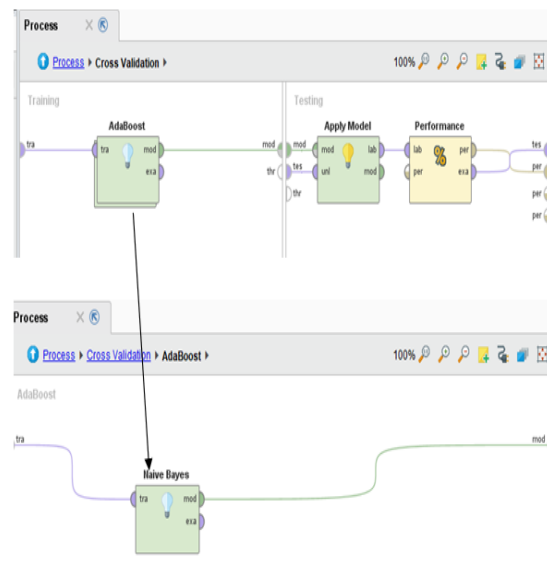 Process
Process ▸ Cross Validation ▸
100%
Training
Testing
AdaBoost
Apply Model
Performance
tra
tra
mod
exa
mod
thr
mod
tes
thr
mod
unl
lab
mod
lab
per
per
exa
tes
per
per
per
Process
Process ▸ Cross Validation ▸ AdaBoost ▸
100%
AdaBoost
tra
mod
Naive Bayes
tra
mod
exa